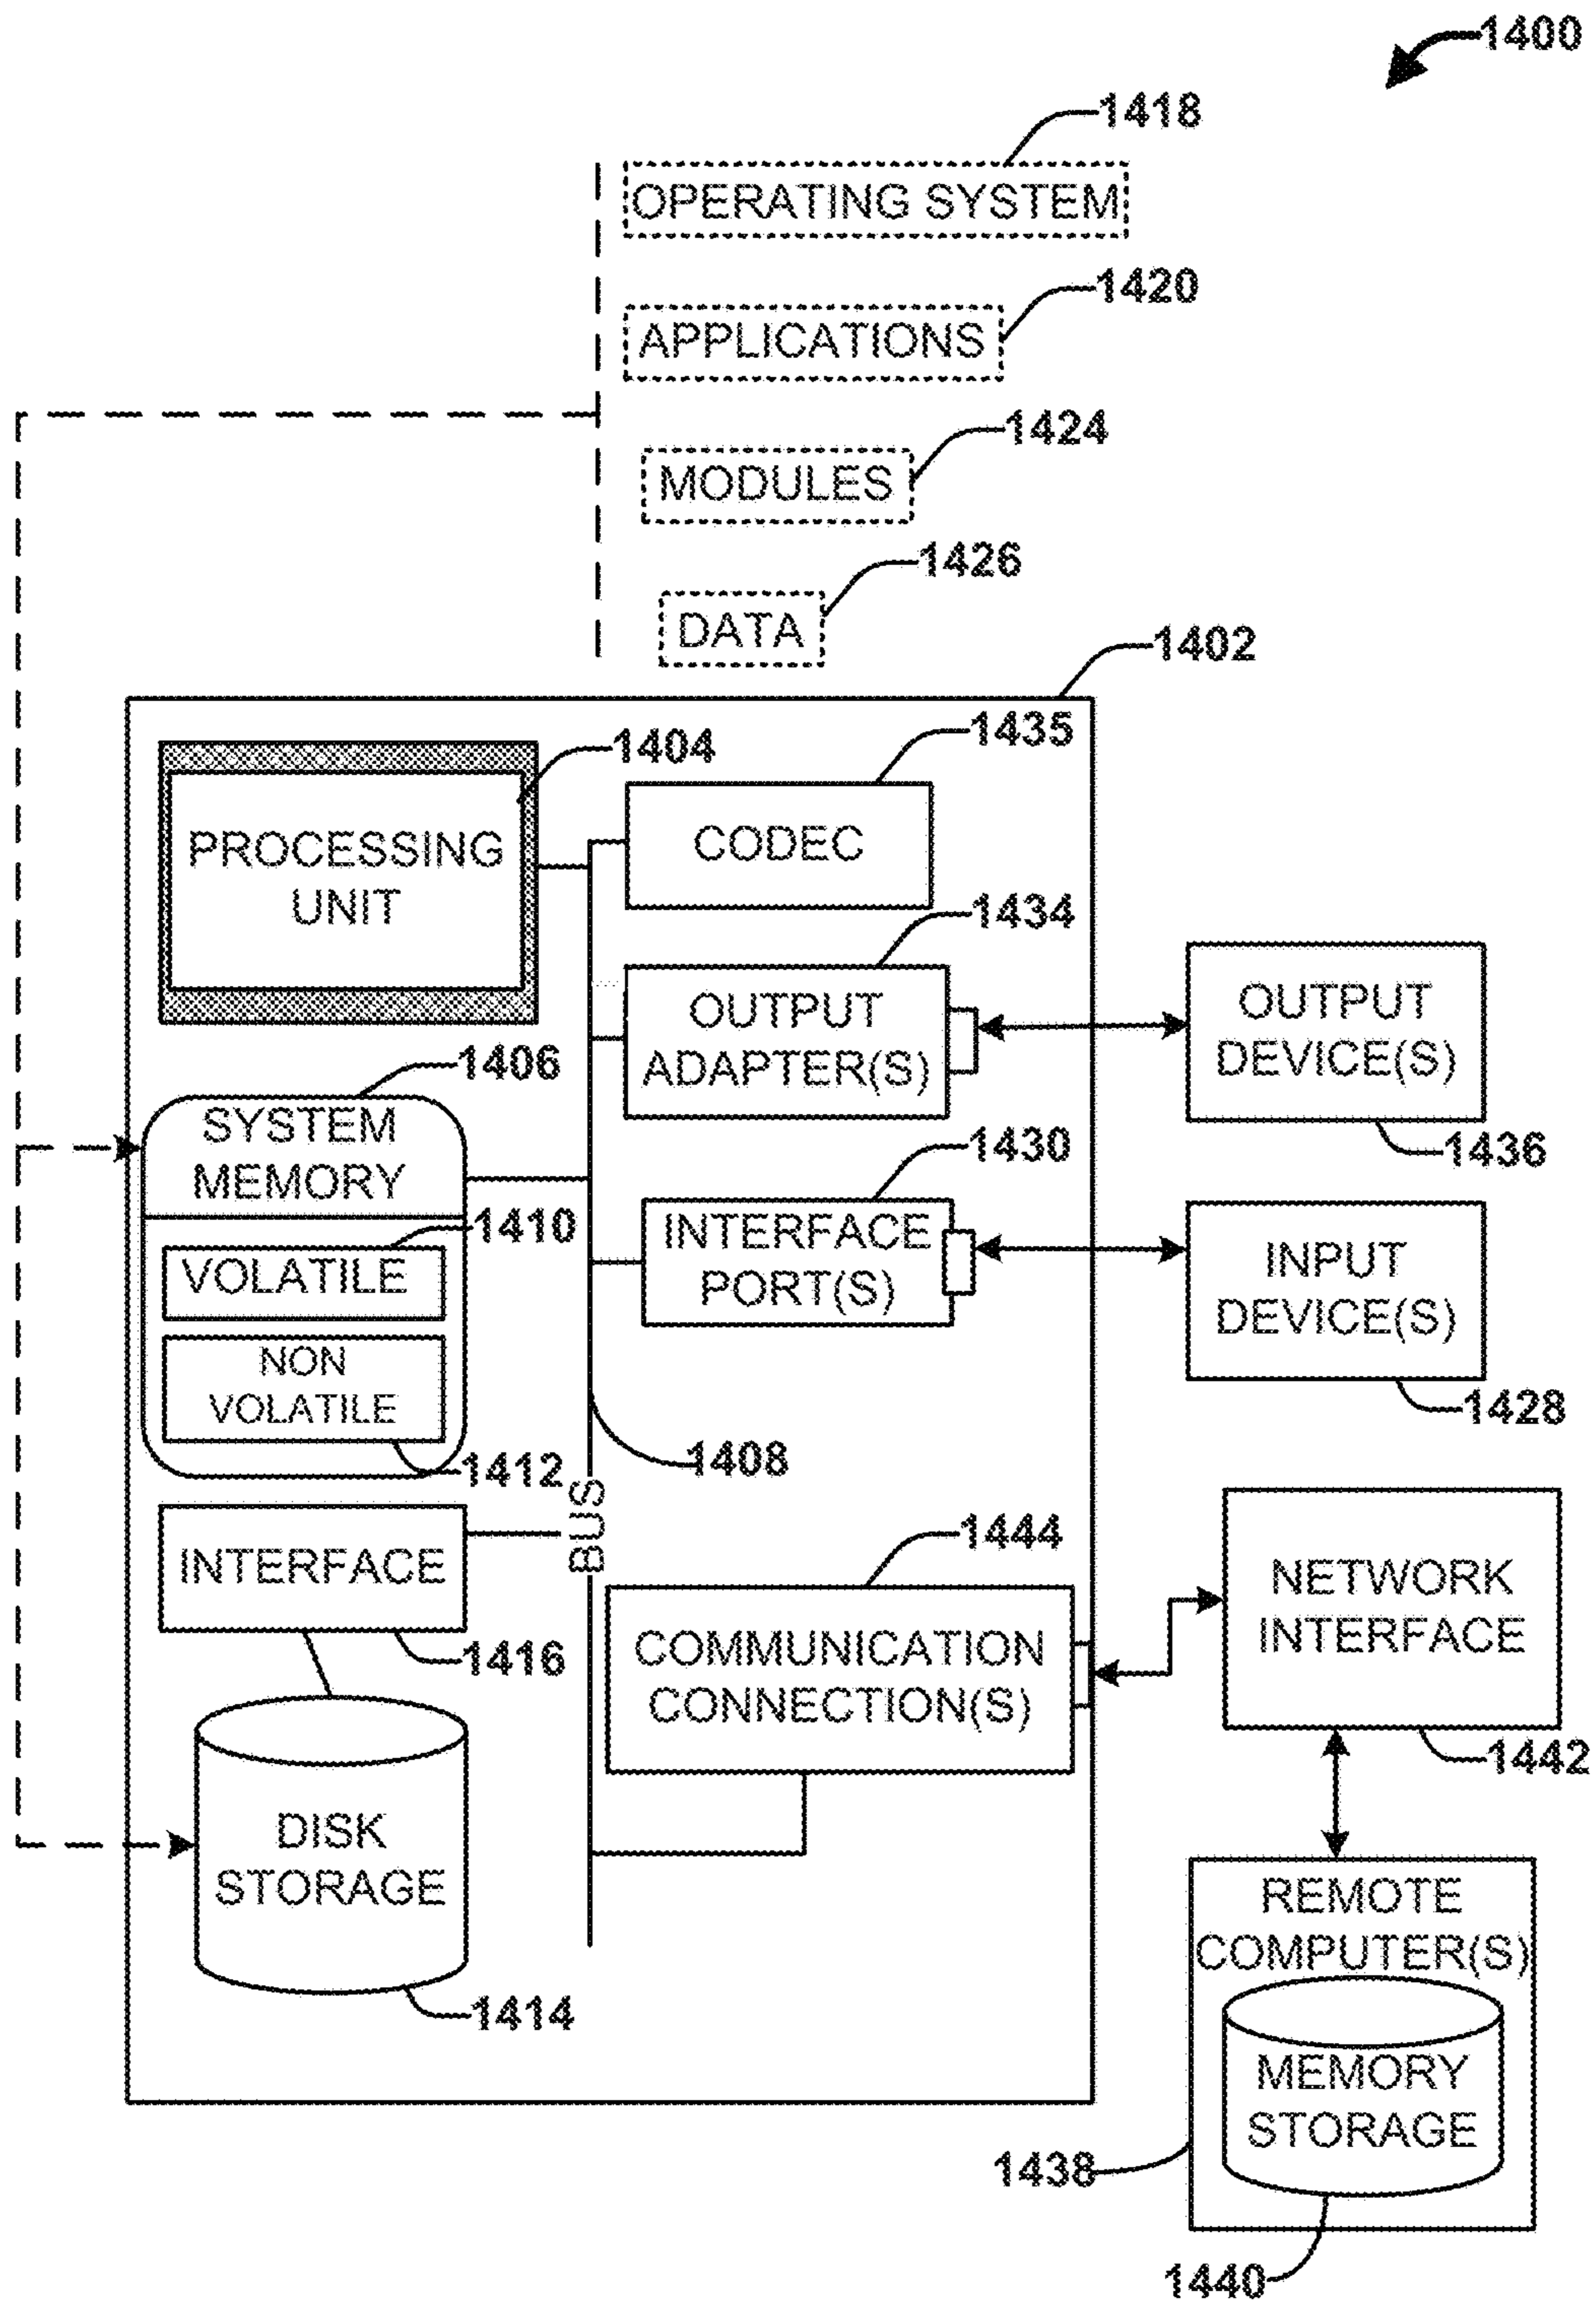 1400
1418
OPERATING SYSTEM
1420
APPLICATIONS
1424
MODULES
1426
DATA
1402
1404
PROCESSING
UNIT
1435
CODEC
1434
OUTPUT
ADAPTER(S)
OUTPUT
DEVICE(S)
1436
1406
SYSTEM
MEMORY
1410
VOLATILE
NON
VOLATILE
1412
1430
INTERFACE
PORT(S)
INPUT
DEVICE(S)
1428
1408
BUS
INTERFACE
1416
1444
COMMUNICATION
CONNECTION(S)
NETWORK
INTERFACE
1442
DISK
STORAGE
1414
REMOTE
COMPUTER(S)
MEMORY
STORAGE
1438
1440